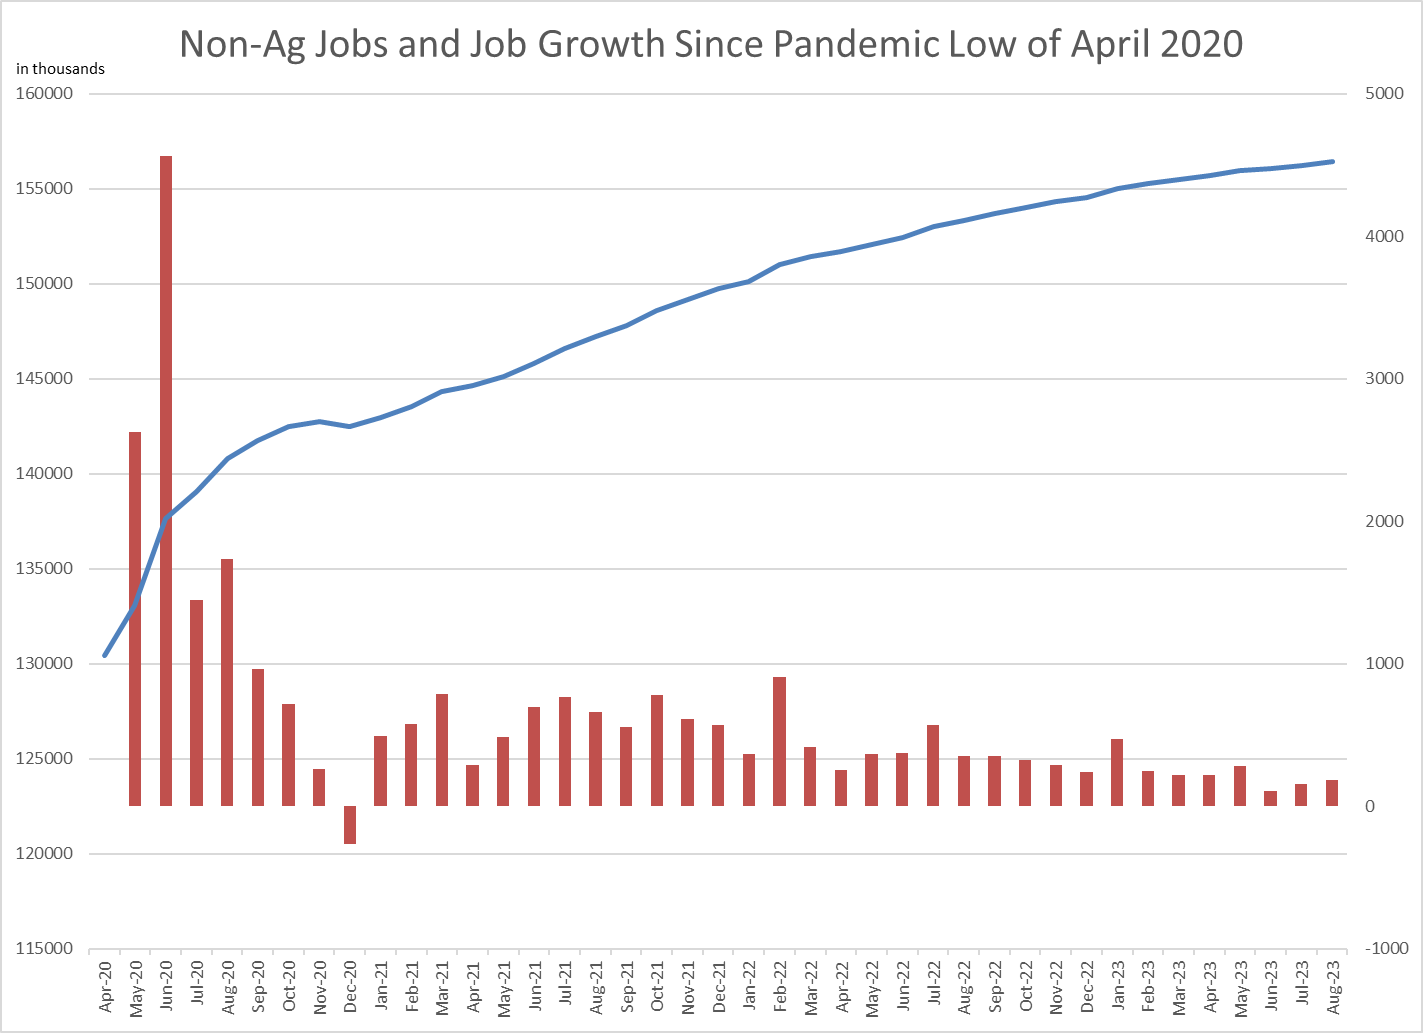 Non-Ag Jobs and Job Growth Since Pandemic Low of April 2020
in thousands
160000
155000
150000
145000
140000
135000
130000
125000
120000
115000
5000
4000
3000
2000
1000
0
-1000
Apr-20
May-20
Jun-20
Jul-20
Aug-20
Sep-20
Oct-20
Nov-20
Dec-20
Jan-21
Feb-21
Mar-21
Apr-21
May-21
Jun-21
Jul-21
Aug-21
Sep-21
Oct-21
Nov-21
Dec-21
Jan-22
Feb-22
Mar-22
Apr-22
May-22
Jun-22
Jul-22
Aug-22
Sep-22
Oct-22
Nov-22
Dec-22
Jan-23
Feb-23
Mar-23
Apr-23
May-23
Jun-23
Jul-23
Aug-23